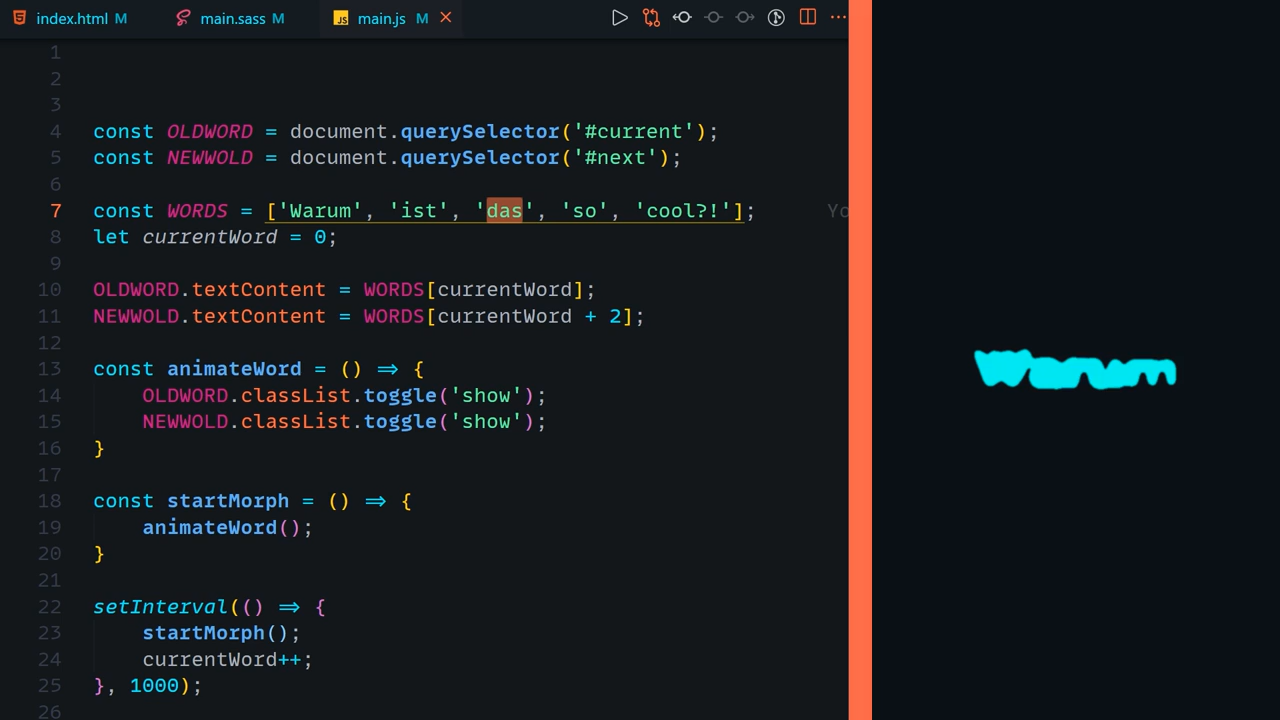 index.html M main.sass M JS main.js M
1
2
3
4 const OLDWORD = document.querySelector('#current');
5 const NEWWOLD = document.querySelector('#next');
6
7 const WORDS = ['Warum', 'ist', 'das', 'so', 'cool?!']; Yo
8 let currentWord = 0;
9
10 OLDWORD.textContent = WORDS[currentWord];
11 NEWWOLD.textContent = WORDS[currentWord + 2];
12
13 const animateWord = () => {
14 OLDWORD.classList.toggle('show');
15 NEWWOLD.classList.toggle('show');
16 }
17
18 const startMorph = () => {
19 animateWord();
20 }
21
22 setInterval(() => {
23 startMorph();
24 currentWord++;
25 }, 1000);
26